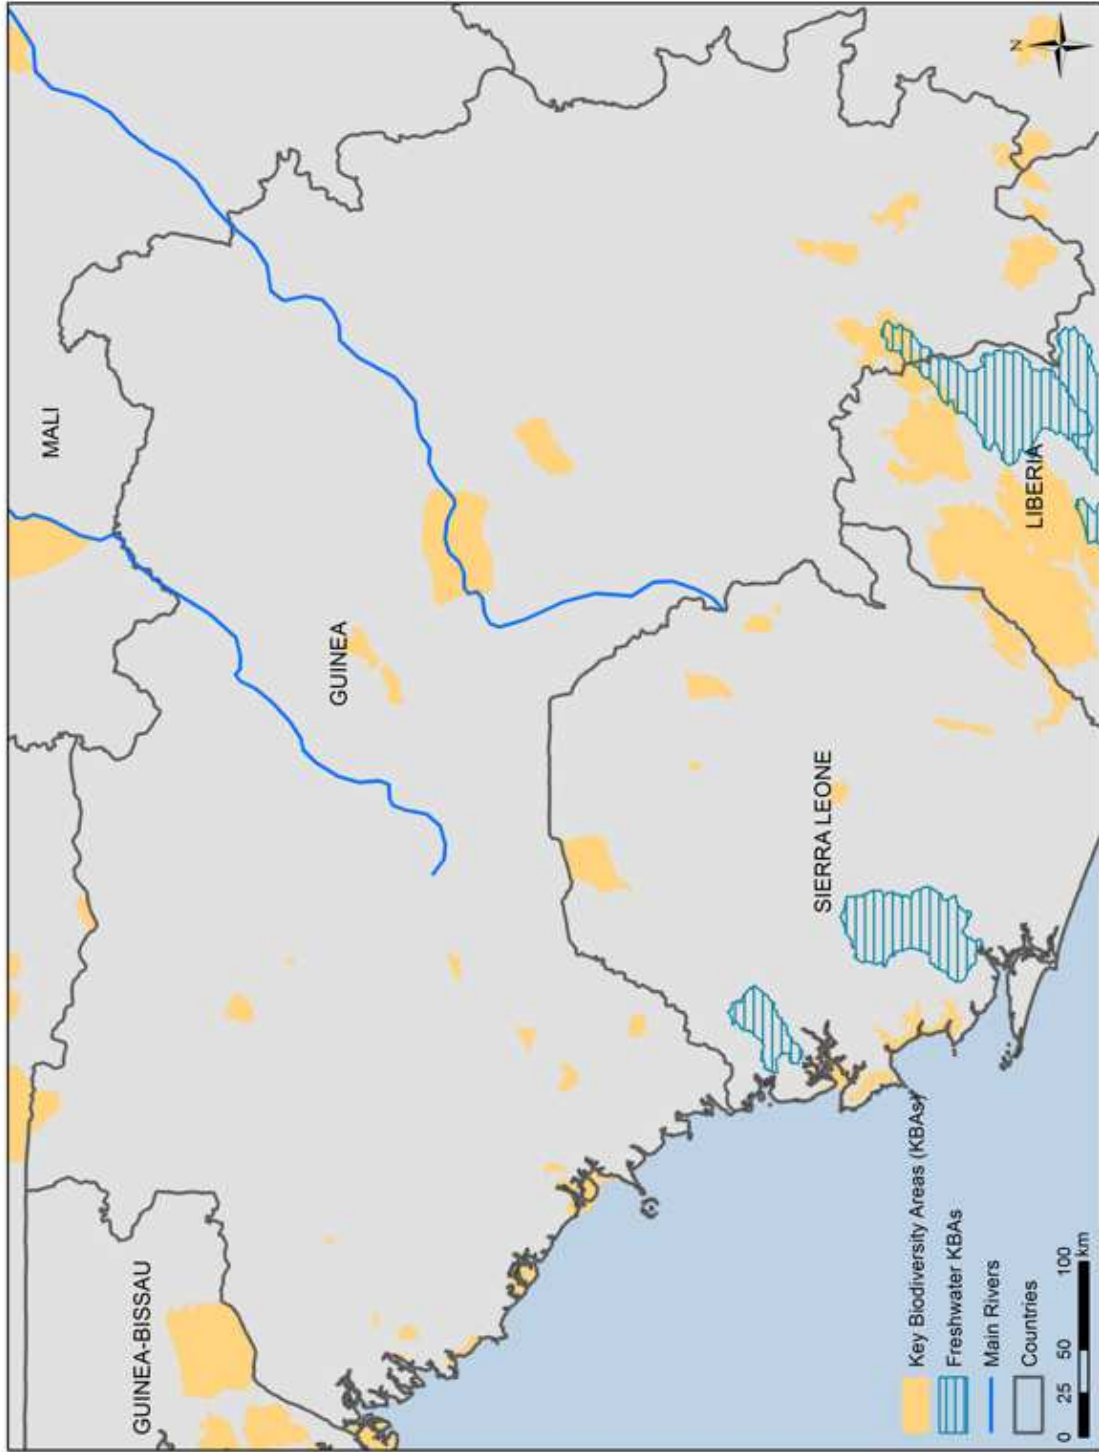 MALI
GUINEA-BISSAU
GUINEA
SIERRA LEONE
LIBERIA
N
Key Biodiversity Areas (KBAs)
Freshwater KBAs
Main Rivers
Countries
0 25 50 100
km